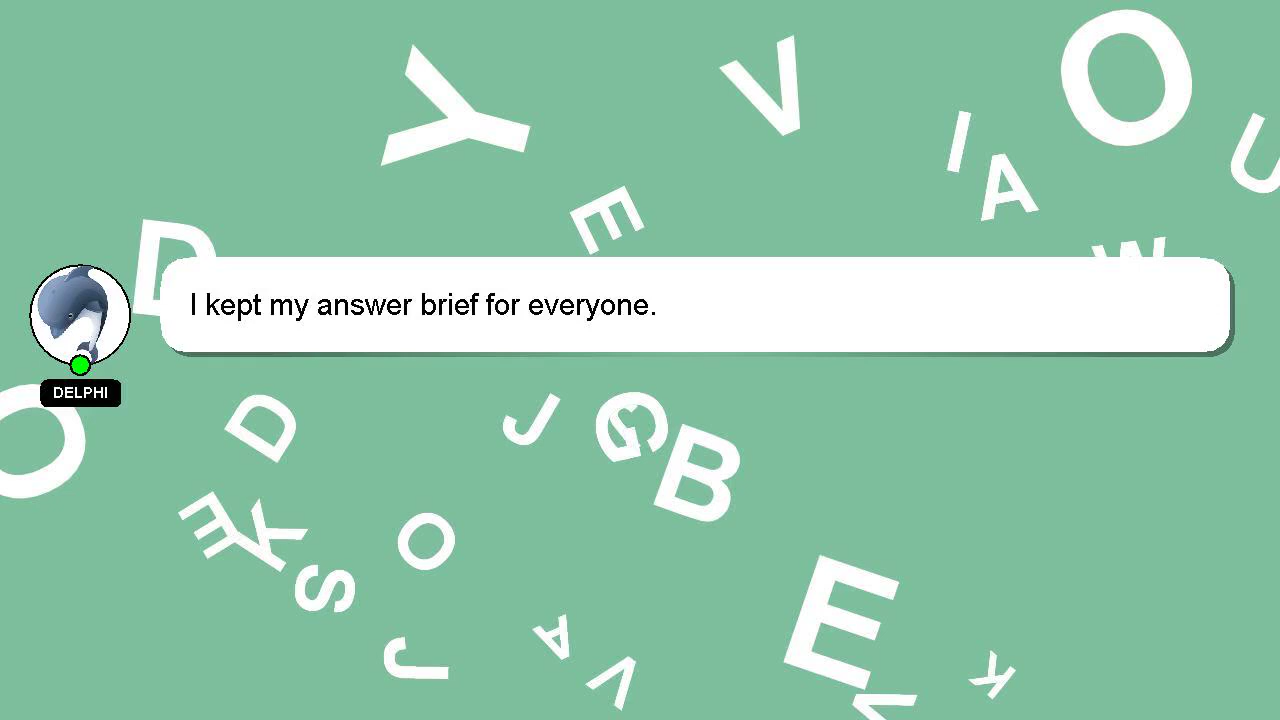 Y
V
O
I
U
A
E
D
W
I kept my answer brief for everyone.
DELPHI
O
D
J
G
B
E
K
O
S
E
J
A
V
K
V